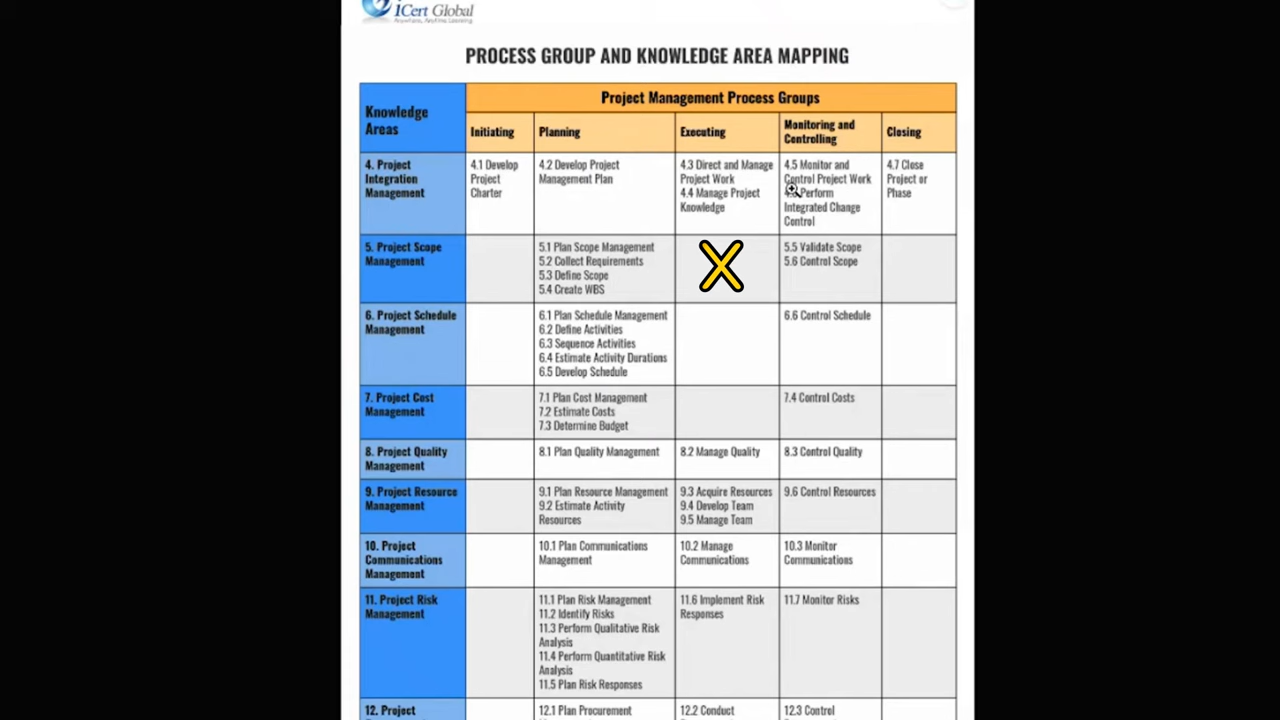 iCert Global
Anywhere, Anytime Learning
PROCESS GROUP AND KNOWLEDGE AREA MAPPING
Knowledge
Areas
Project Management Process Groups
Initiating
Planning
Executing
Monitoring and
Controlling
Closing
4. Project
Integration
Management
4.1 Develop
Project
Charter
4.2 Develop Project
Management Plan
4.3 Direct and Manage
Project Work
4.4 Manage Project
Knowledge
4.5 Monitor and
Control Project Work
Perform
Integrated Change
Control
4.7 Close
Project or
Phase
5. Project Scope
Management
5.1 Plan Scope Management
5.2 Collect Requirements
5.3 Define Scope
5.4 Create WBS
X
5.5 Validate Scope
5.6 Control Scope
6. Project Schedule
Management
6.1 Plan Schedule Management
6.2 Define Activities
6.3 Sequence Activities
6.4 Estimate Activity Durations
6.5 Develop Schedule
6.6 Control Schedule
7. Project Cost
Management
7.1 Plan Cost Management
7.2 Estimate Costs
7.3 Determine Budget
7.4 Control Costs
8. Project Quality
Management
8.1 Plan Quality Management
8.2 Manage Quality
8.3 Control Quality
9. Project Resource
Management
9.1 Plan Resource Management
9.2 Estimate Activity
Resources
9.3 Acquire Resources
9.4 Develop Team
9.5 Manage Team
9.6 Control Resources
10. Project
Communications
Management
10.1 Plan Communications
Management
10.2 Manage
Communications
10.3 Monitor
Communications
11. Project Risk
Management
11.1 Plan Risk Management
11.2 Identify Risks
11.3 Perform Qualitative Risk
Analysis
11.4 Perform Quantitative Risk
Analysis
11.5 Plan Risk Responses
11.6 Implement Risk
Responses
11.7 Monitor Risks
12. Project
12.1 Plan Procurement
12.2 Conduct
12.3 Control